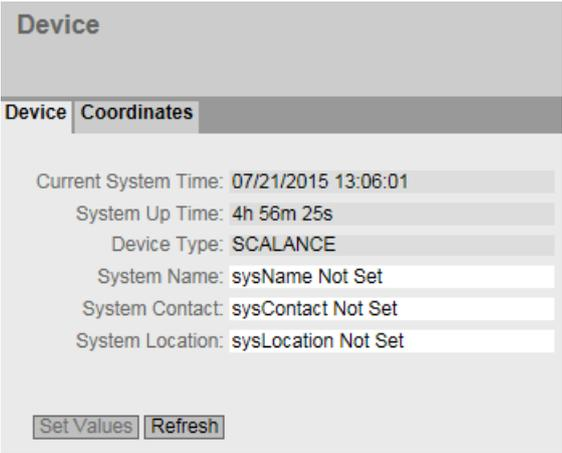 Device
Device Coordinates
Current System Time: 07/21/2015 13:06:01
System Up Time: 4h 56m 25s
Device Type: SCALANCE
System Name: sysName Not Set
System Contact: sysContact Not Set
System Location: sysLocation Not Set
Set Values Refresh